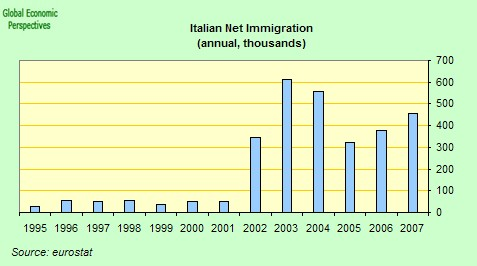 Global Economic
Perspectives
Italian Net Immigration
(annual, thousands)
700
600
500
400
300
200
100
0
1995 1996 1997 1998 1999 2000 2001 2002 2003 2004 2005 2006 2007
Source: eurostat